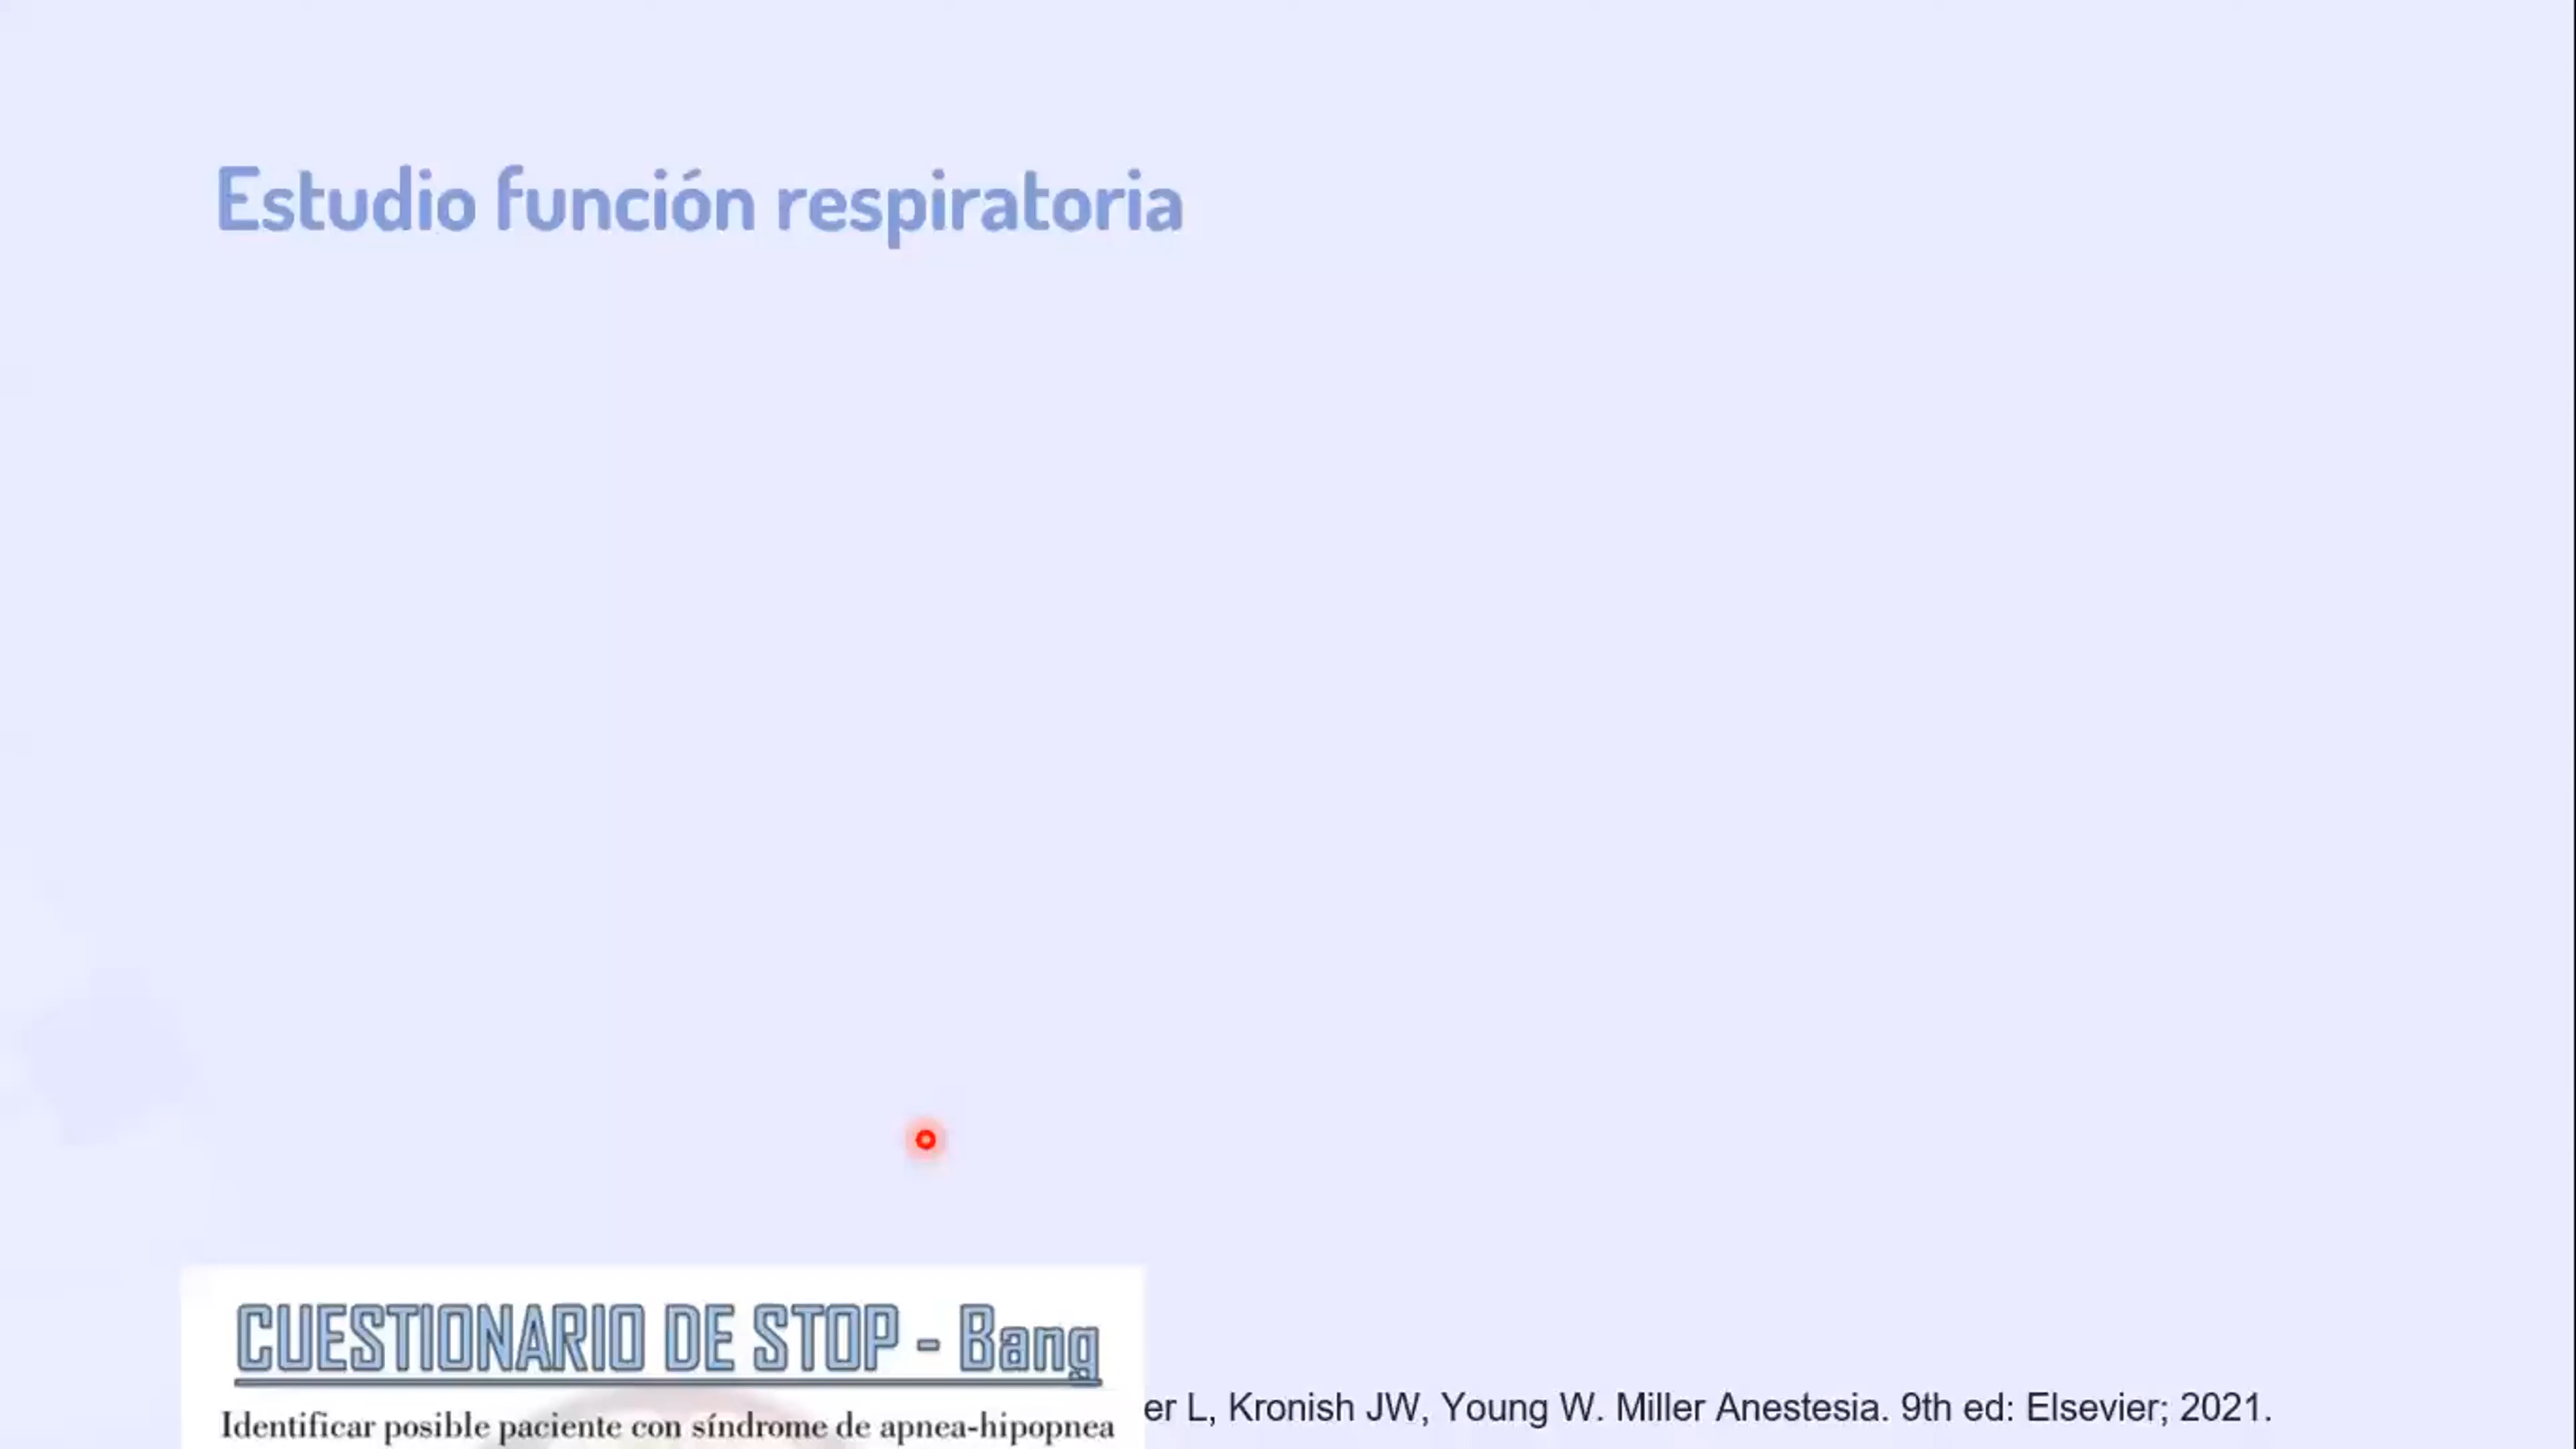 Estudio función respiratoria
CUESTIONARIO DE STOP - Bang
Identificar posible paciente con síndrome de apnea-hipopnea
er L, Kronish JW, Young W. Miller Anestesia. 9th ed: Elsevier; 2021.